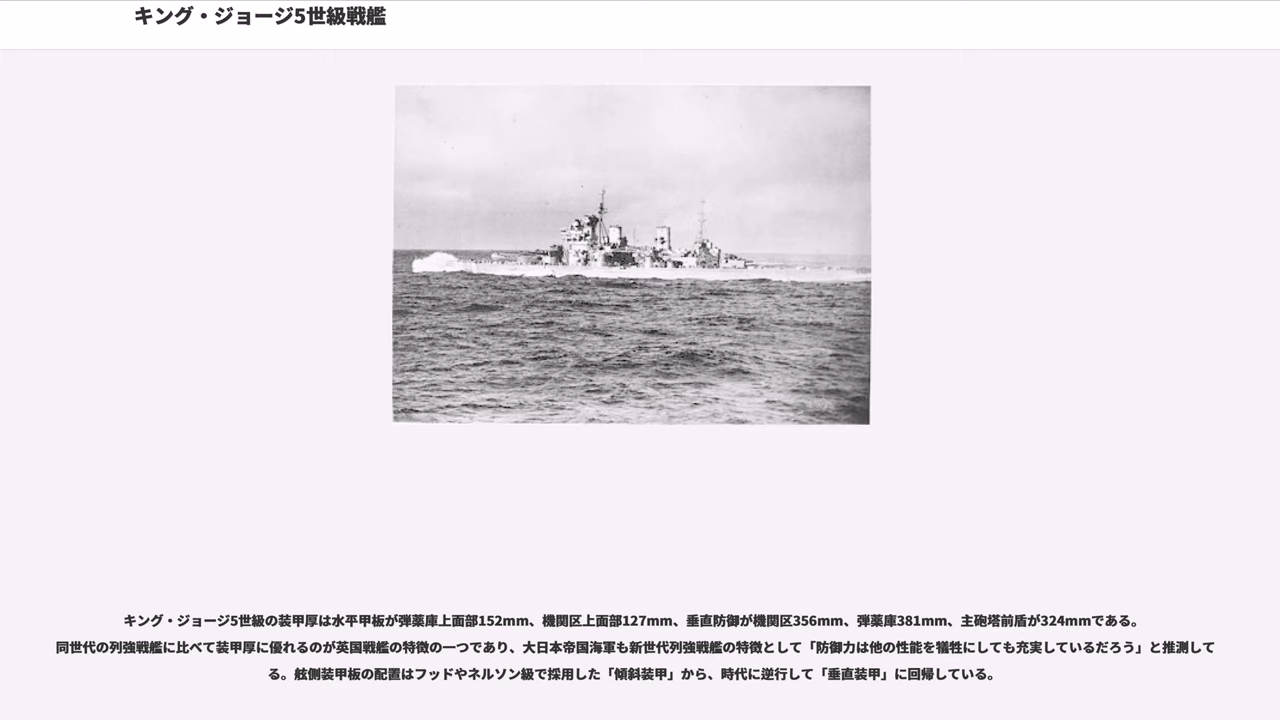 キング・ジョージ5世級戦艦
キング・ジョージ5世級の装甲厚は水平甲板が弾薬庫上面部152mm、機関区上面部127mm、垂直防御が機関区356mm、弾薬庫381mm、主砲塔前盾が324mmである。
同世代の列強戦艦に比べて装甲厚に優れるのが英国戦艦の特徴の一つであり、大日本帝国海軍も新世代列強戦艦の特徴として「防御力は他の性能を犠牲にしても充実しているだろう」と推測して
る。舷側装甲板の配置はフッドやネルソン級で採用した「傾斜装甲」から、時代に逆行して「垂直装甲」に回帰している。